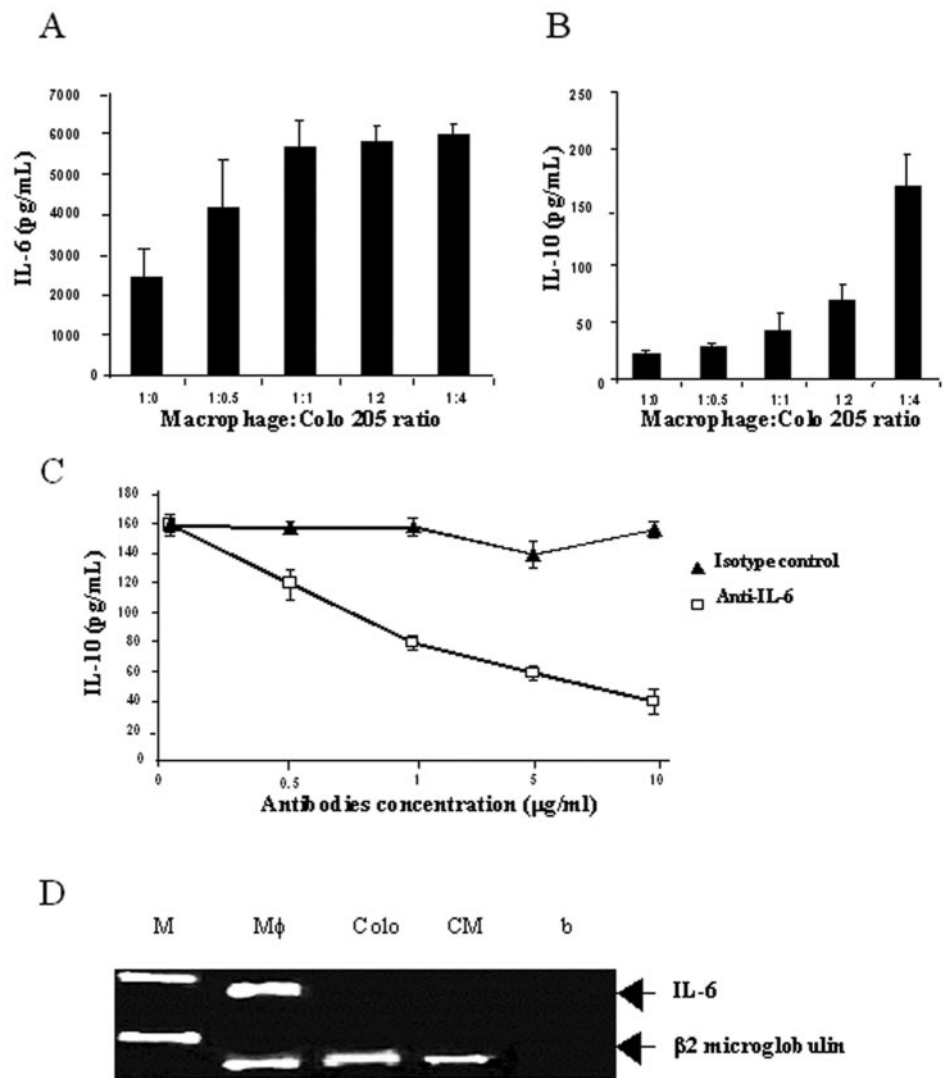 A
B
7000
6000
5000
4000
3000
2000
1000
0
IL-6 (pg/mL)
1:0 1:0.5 1:1 1:2 1:4
Macrophage:Colo 205 ratio
250
200
150
100
50
0
IL-10 (pg/mL)
1:0 1:0.5 1:1 1:2 1:4
Macrophage:Colo 205 ratio
C
180
160
140
120
100
80
60
40
20
0
IL-10 (pg/mL)
0 0.5 1 5 10
Antibodies concentration (μg/ml)
Isotype control
Anti-IL-6
D
M Mϕ Colo CM b
IL-6
β2 microglobulin